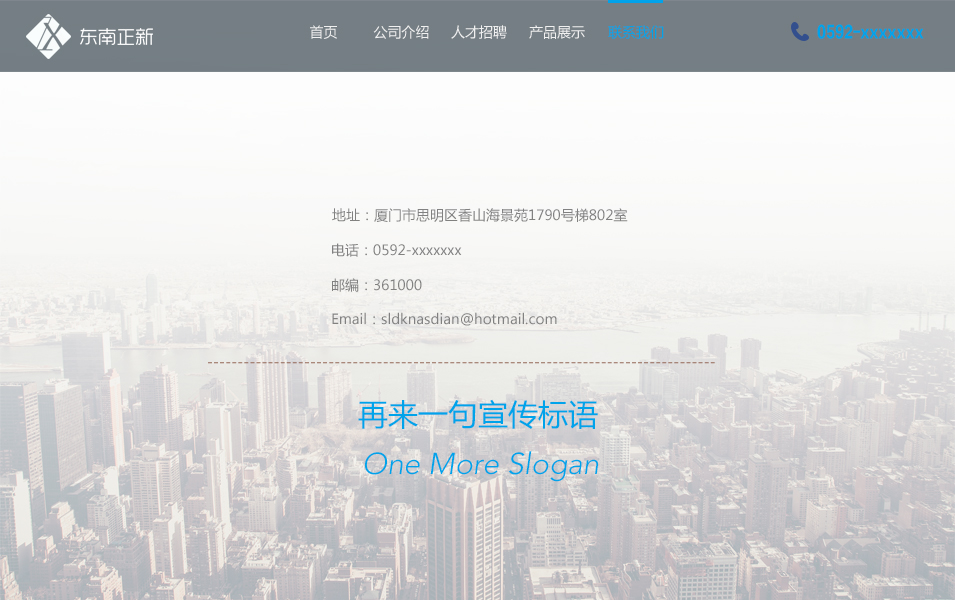 东南正新
首页 公司介绍 人才招聘 产品展示 联系我们
0592-xxxxxxx
地址：厦门市思明区香山海景苑1790号梯802室
电话：0592-xxxxxxx
邮编：361000
Email：sldknasdian@hotmail.com
再来一句宣传标语
One More Slogan